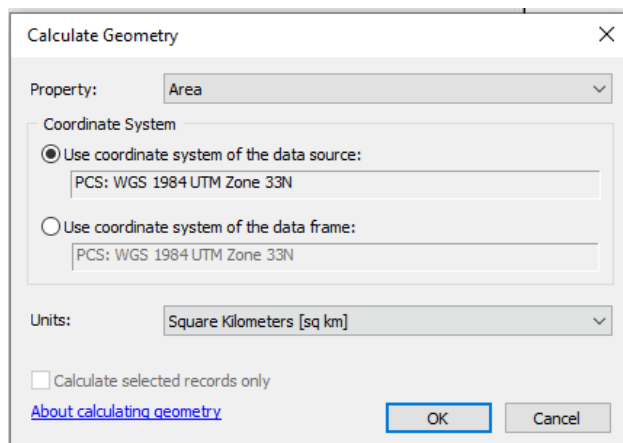 Calculate Geometry
Property: Area
Coordinate System
Use coordinate system of the data source:
PCS: WGS 1984 UTM Zone 33N
Use coordinate system of the data frame:
PCS: WGS 1984 UTM Zone 33N
Units: Square Kilometers [sq km]
Calculate selected records only
About calculating geometry
OK Cancel